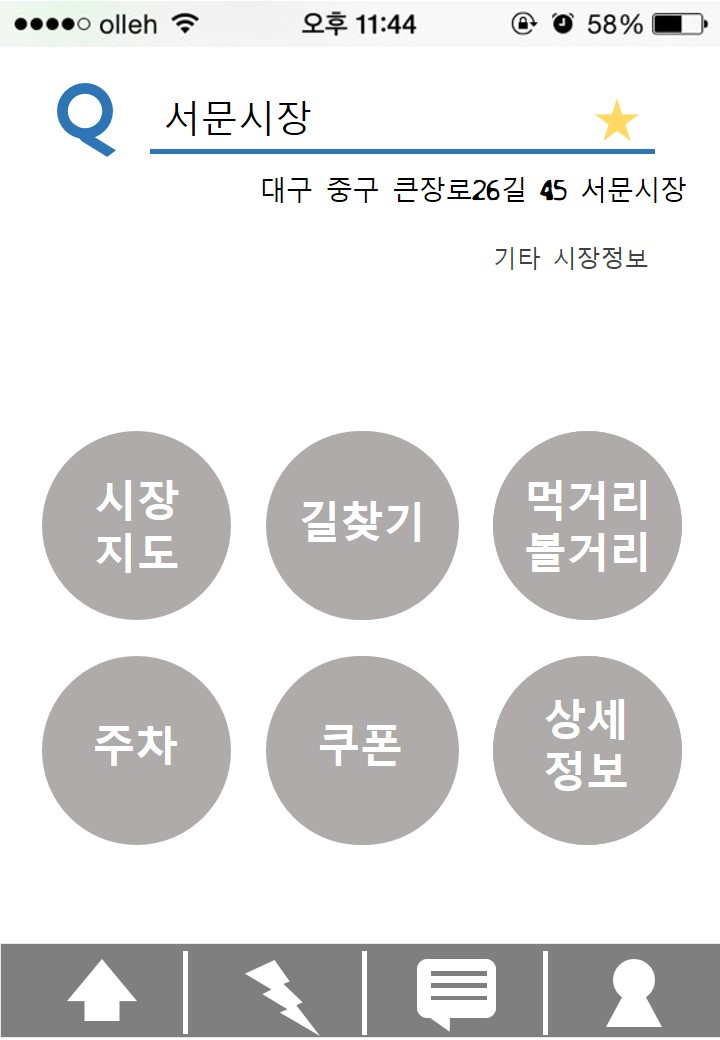 olleh 오후 11:44 58%
서문시장
대구 중구 큰장로26길 45 서문시장
기타 시장정보
시장
지도
길찾기
먹거리
볼거리
주차
쿠폰
상세
정보